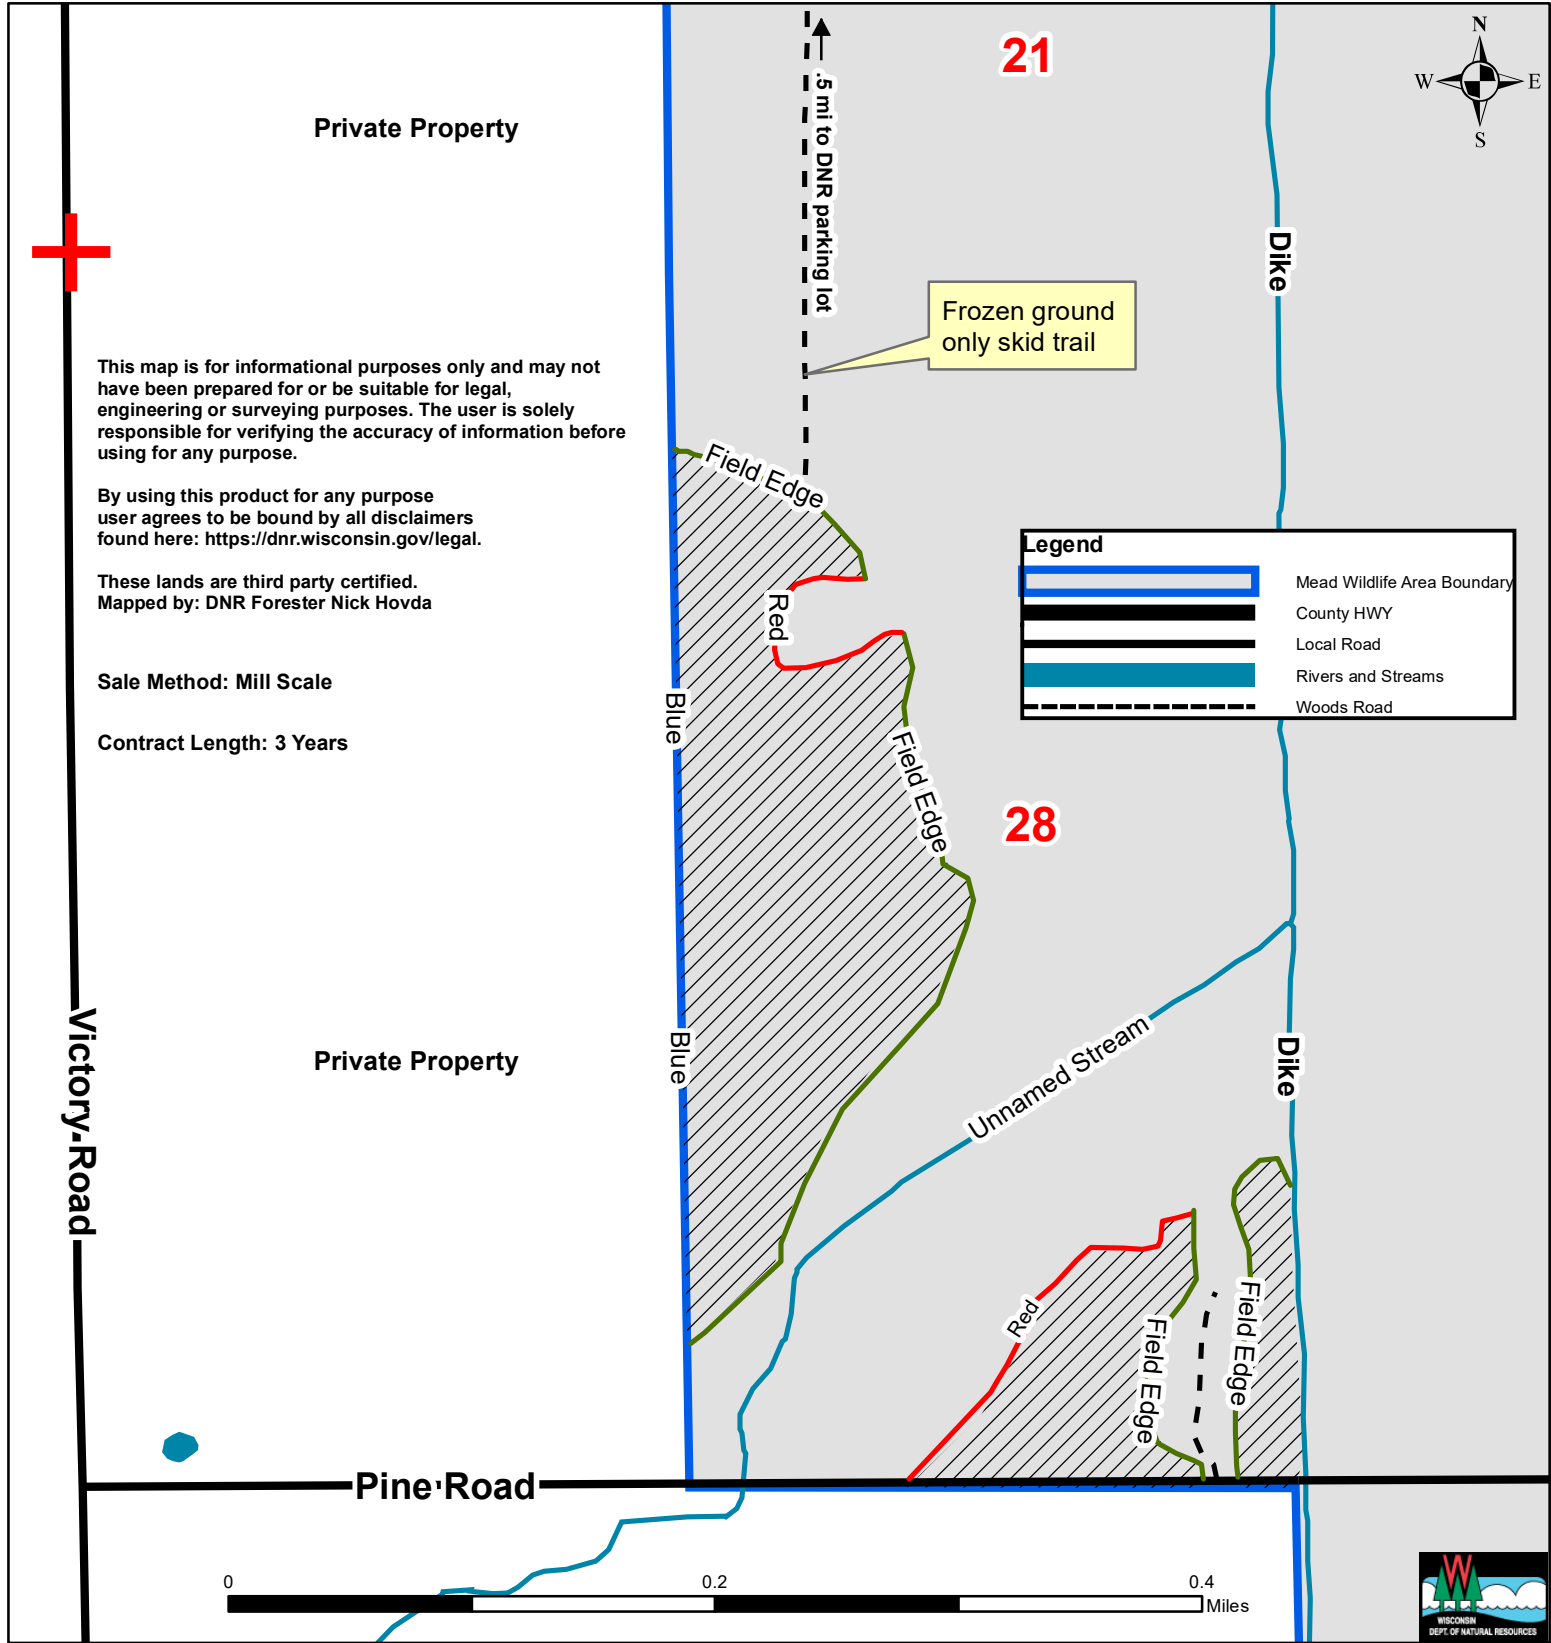 21
N
W E
S
.5 mi to DNR parking lot
Private Property
Dike
Frozen ground
only skid trail
This map is for informational purposes only and may not
have been prepared for or be suitable for legal,
engineering or surveying purposes. The user is solely
responsible for verifying the accuracy of information before
using for any purpose.
By using this product for any purpose
user agrees to be bound by all disclaimers
found here: https://dnr.wisconsin.gov/legal.
These lands are third party certified.
Mapped by: DNR Forester Nick Hovda
Sale Method: Mill Scale
Contract Length: 3 Years
Field Edge
Red
Legend
Mead Wildlife Area Boundary
County HWY
Local Road
Rivers and Streams
Woods Road
Blue
Field Edge
28
Victory Road
Private Property
Blue
Unnamed Stream
Dike
Red
Field Edge
Field Edge
Pine Road
0 0.2 0.4
Miles
W
WISCONSIN
DEPT. OF NATURAL RESOURCES